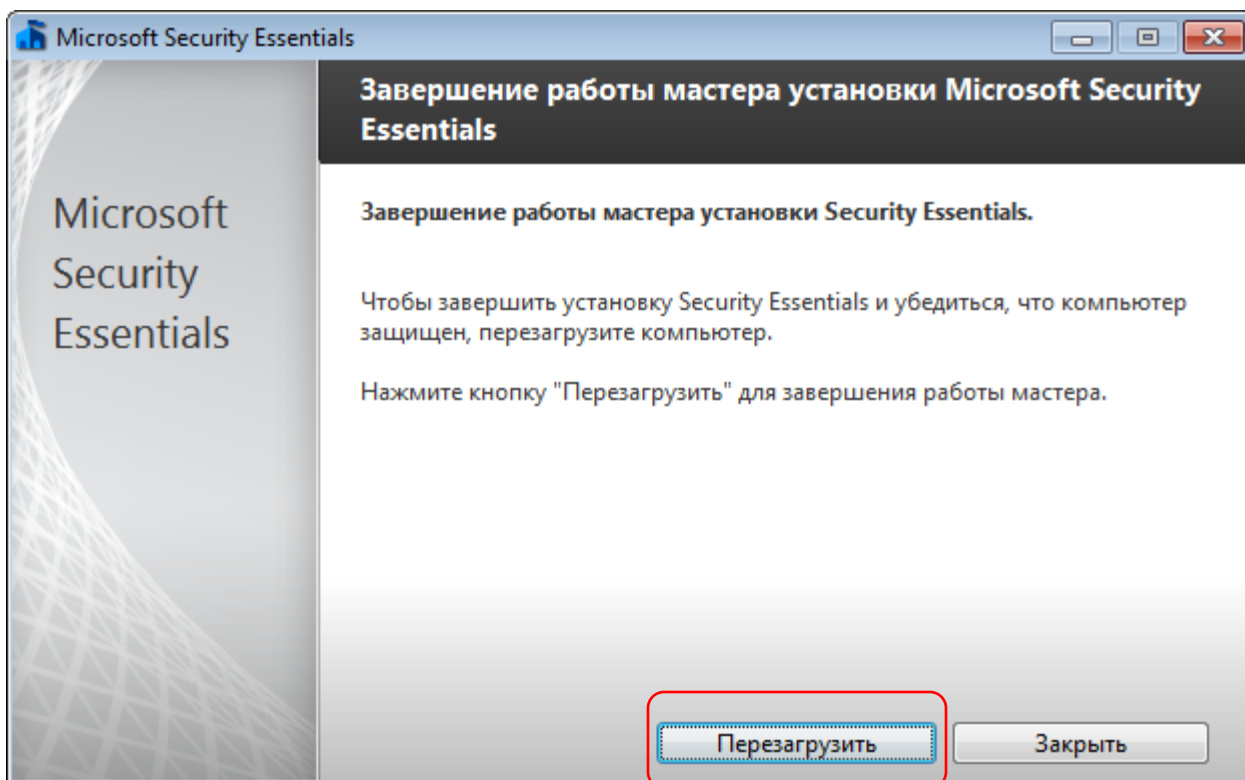 Microsoft Security Essentials
Завершение работы мастера установки Microsoft Security
Essentials
Microsoft
Security
Essentials
Завершение работы мастера установки Security Essentials.
Чтобы завершить установку Security Essentials и убедиться, что компьютер
защищен, перезагрузите компьютер.
Нажмите кнопку "Перезагрузить" для завершения работы мастера.
Перезагрузить
Закрыть